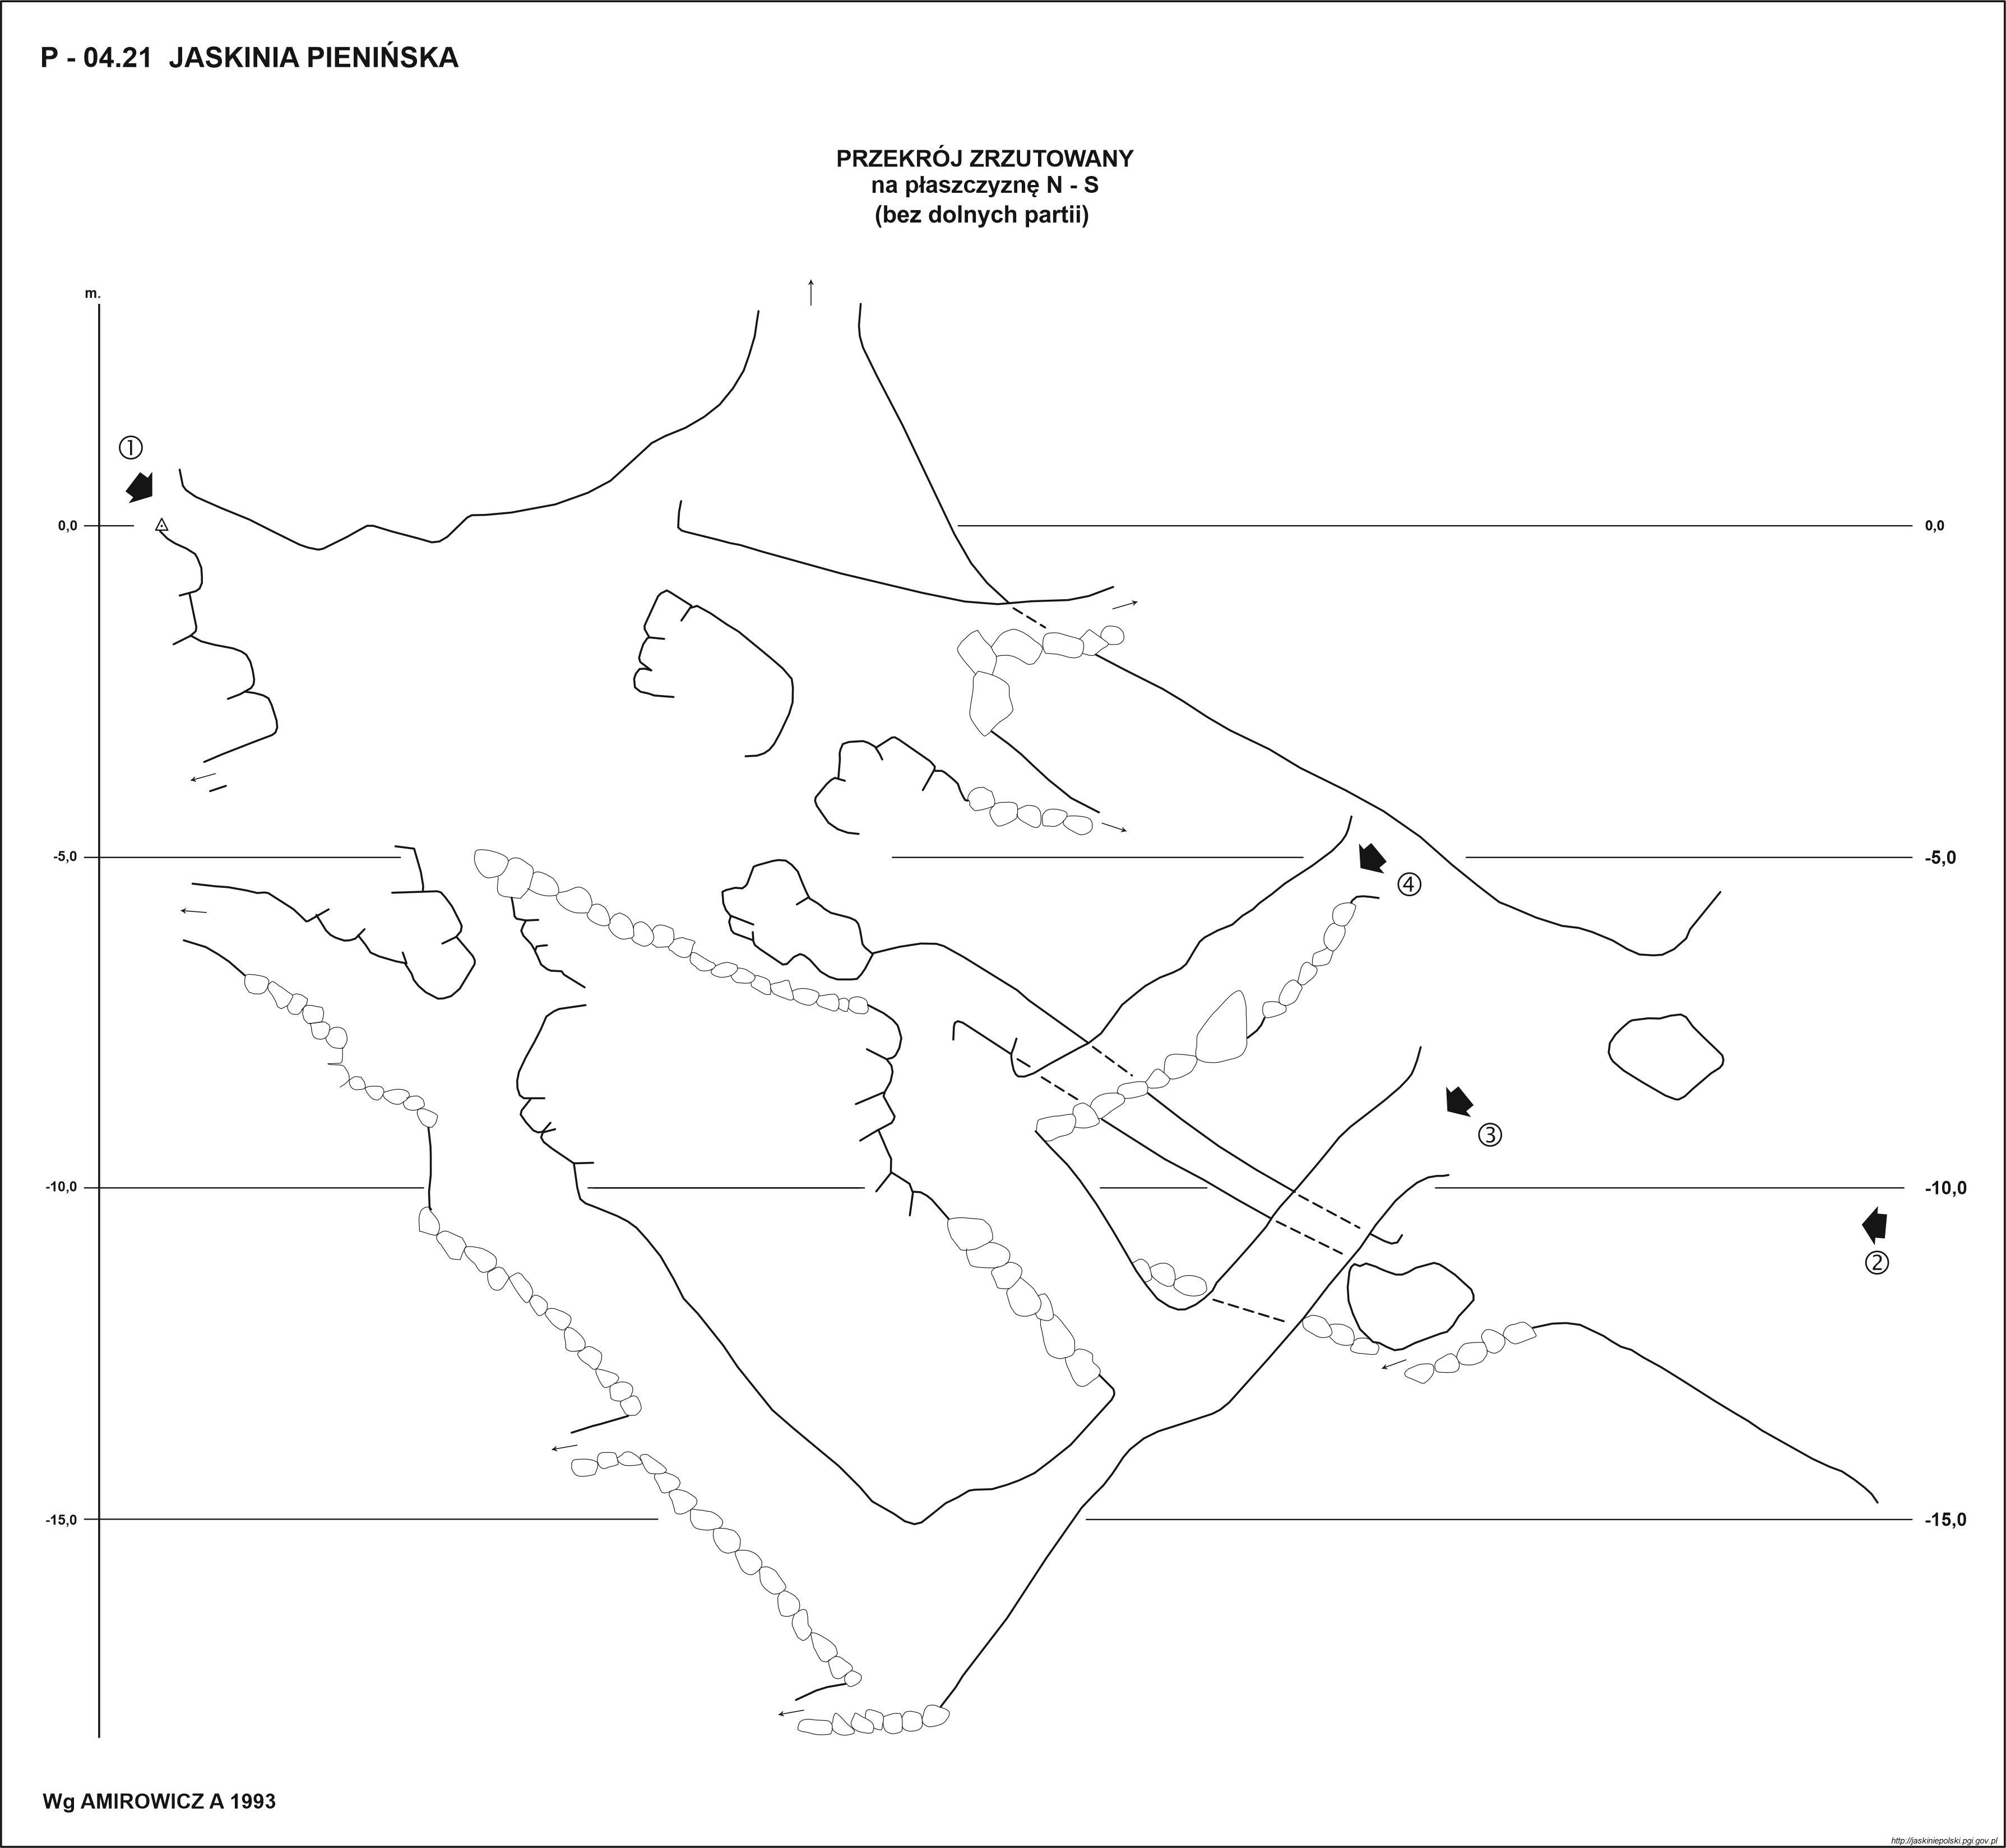 P - 04.21 JASKINIA PIENIŃSKA
PRZEKRÓJ ZRZUTOWANY
na płaszczyznę N - S
(bez dolnych partii)
m.
1
0,0
0,0
-5,0
-5,0
4
3
-10,0
-10,0
2
-15,0
-15,0
Wg AMIROWICZ A 1993
http://jaskiniepolski.pgi.gov.pl